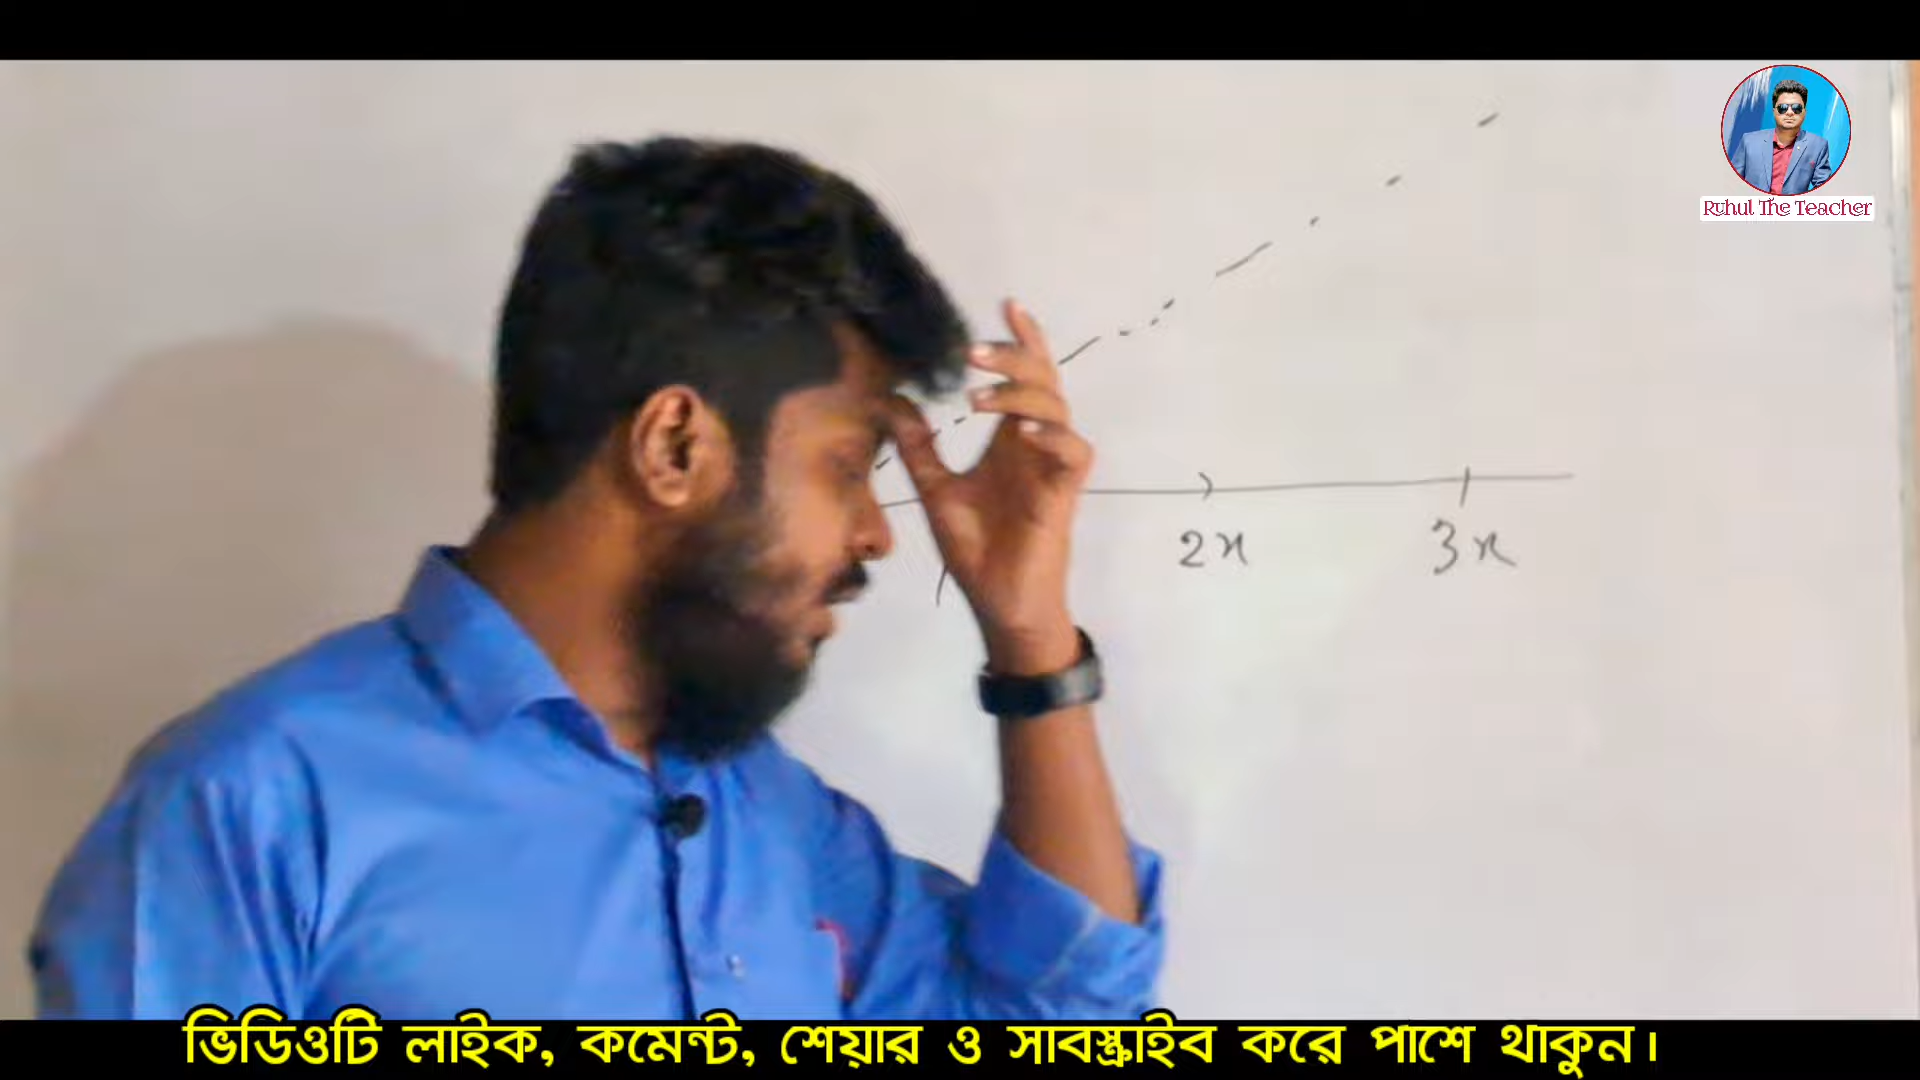 Ruhul The Teacher
2x
3x
ভিডিওটি লাইক, কমেন্ট, শেয়ার ও সাবস্ক্রাইব করে পাশে থাকুন।